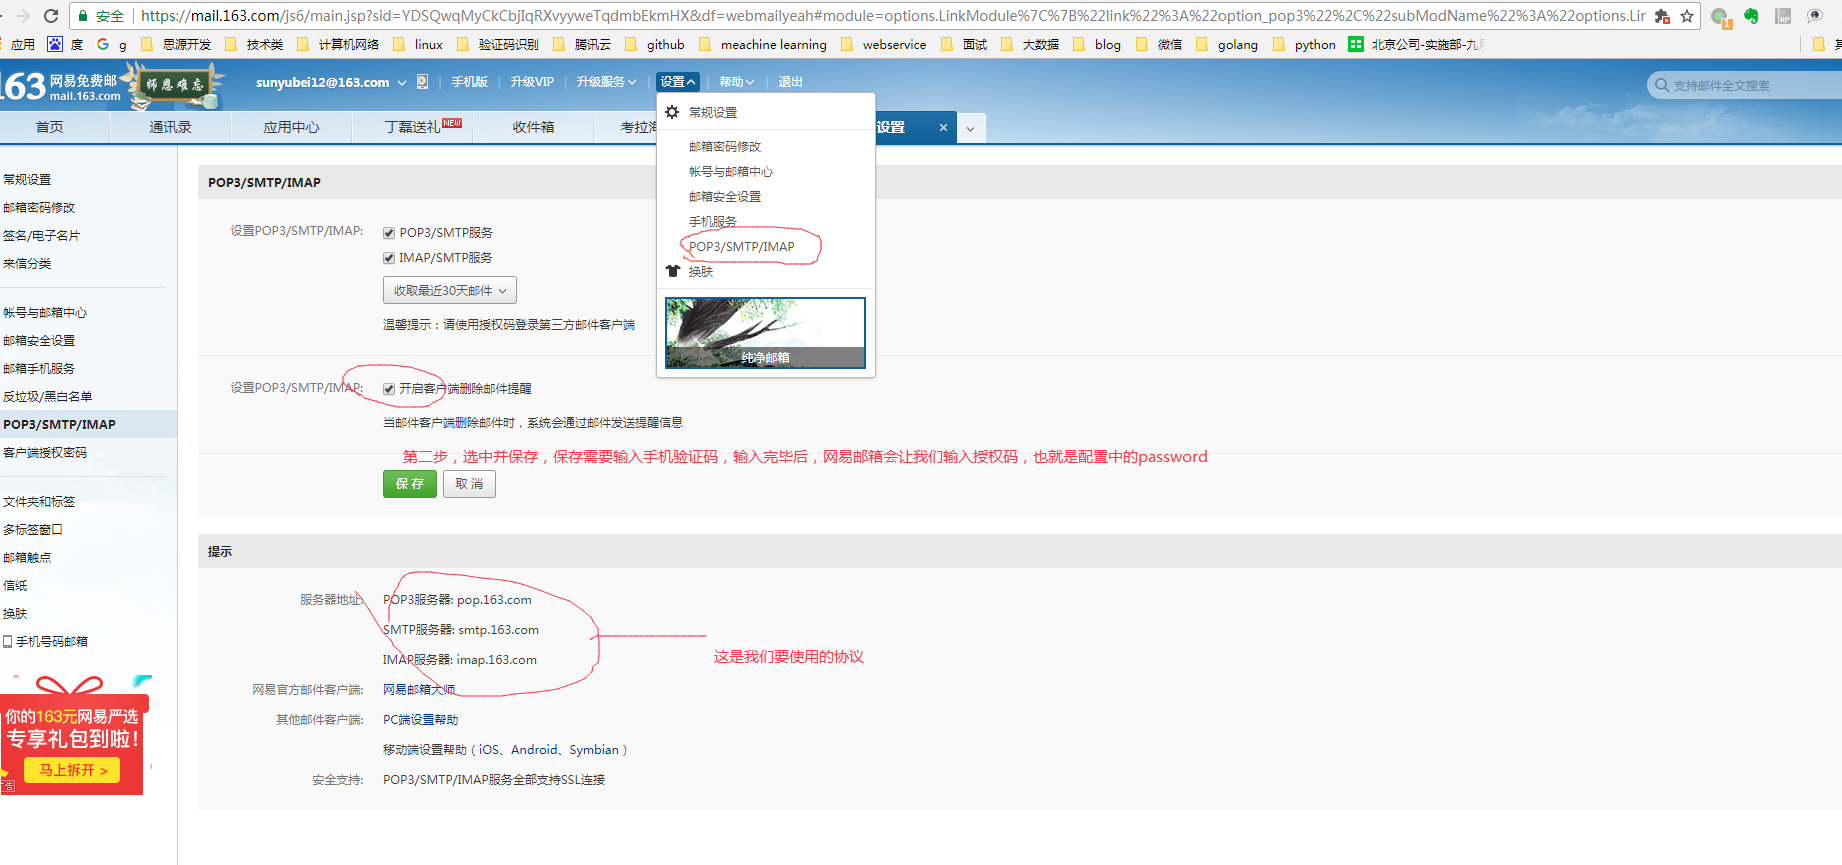 安全 https://mail.163.com/js6/main.jsp?sid=YDSQwqMyCkCbjIqRXvyyweTqdmbEkmHX&df=webmailyeah#module=options.LinkModule%7C%7B%22link%22%3A%22option_pop3%22%2C%22subModName%22%3A%22options.Lir
应用 度 G g 思源开发 技术类 计算机网络 linux 验证码识别 腾讯云 github meachine learning webservice 面试 大数据 blog 微信 golang python 北京公司-实施部-九月
163 网易免费邮 mail.163.com 师恩难忘 sunyubei12@163.com 手机版 升级VIP 升级服务 设置 帮助 退出 支持邮件全文搜索
首页 通讯录 应用中心 丁磊送礼 NEW 收件箱 考拉海 设置 ×
常规设置
邮箱密码修改
帐号与邮箱中心
邮箱安全设置
手机服务
POP3/SMTP/IMAP
换肤
纯净邮箱
常规设置
邮箱密码修改
签名/电子名片
来信分类
帐号与邮箱中心
邮箱安全设置
邮箱手机服务
反垃圾/黑白名单
POP3/SMTP/IMAP
客户端授权密码
文件夹和标签
多标签窗口
邮箱触点
信纸
换肤
手机号码邮箱
你的163元网易严选
专享礼包到啦!
马上拆开 >
广告
POP3/SMTP/IMAP
设置POP3/SMTP/IMAP: POP3/SMTP服务
IMAP/SMTP服务
收取最近30天邮件
温馨提示：请使用授权码登录第三方邮件客户端
设置POP3/SMTP/IMAP: 开启客户端删除邮件提醒
当邮件客户端删除邮件时，系统会通过邮件发送提醒信息
第二步，选中并保存，保存需要输入手机验证码，输入完毕后，网易邮箱会让我们输入授权码，也就是配置中的password
保 存 取 消
提示
服务器地址: POP3服务器: pop.163.com
SMTP服务器: smtp.163.com
IMAP服务器: imap.163.com
这是我们要使用的协议
网易官方邮件客户端: 网易邮箱大师
其他邮件客户端: PC端设置帮助
移动端设置帮助（iOS、Android、Symbian）
安全支持: POP3/SMTP/IMAP服务全部支持SSL连接